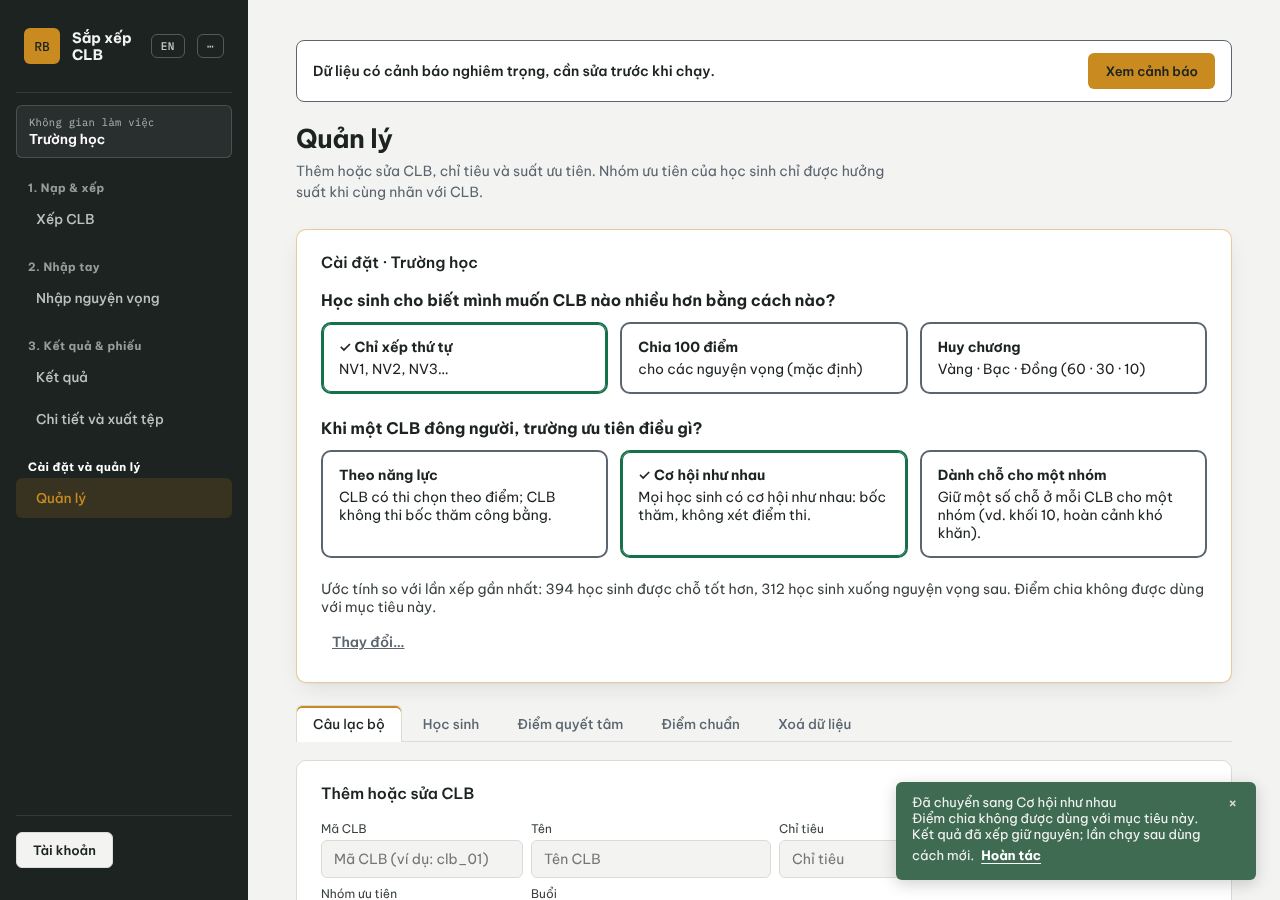 RB
Sắp xếp
CLB
EN
⋯
Không gian làm việc
Trường học
1. Nạp & xếp
Xếp CLB
2. Nhập tay
Nhập nguyện vọng
3. Kết quả & phiếu
Kết quả
Chi tiết và xuất tệp
Cài đặt và quản lý
Quản lý
Tài khoản
Dữ liệu có cảnh báo nghiêm trọng, cần sửa trước khi chạy.
Xem cảnh báo
Quản lý
Thêm hoặc sửa CLB, chỉ tiêu và suất ưu tiên. Nhóm ưu tiên của học sinh chỉ được hưởng
suất khi cùng nhãn với CLB.
Cài đặt · Trường học
Học sinh cho biết mình muốn CLB nào nhiều hơn bằng cách nào?
✓ Chỉ xếp thứ tự
NV1, NV2, NV3…
Chia 100 điểm
cho các nguyện vọng (mặc định)
Huy chương
Vàng · Bạc · Đồng (60 · 30 · 10)
Khi một CLB đông người, trường ưu tiên điều gì?
Theo năng lực
CLB có thi chọn theo điểm; CLB
không thi bốc thăm công bằng.
✓ Cơ hội như nhau
Mọi học sinh có cơ hội như nhau: bốc
thăm, không xét điểm thi.
Dành chỗ cho một nhóm
Giữ một số chỗ ở mỗi CLB cho một
nhóm (vd. khối 10, hoàn cảnh khó
khăn).
Ước tính so với lần xếp gần nhất: 394 học sinh được chỗ tốt hơn, 312 học sinh xuống nguyện vọng sau. Điểm chia không được dùng
với mục tiêu này.
Thay đổi…
Câu lạc bộ
Học sinh
Điểm quyết tâm
Điểm chuẩn
Xoá dữ liệu
Thêm hoặc sửa CLB
Mã CLB
Tên
Chỉ tiêu
Mã CLB (ví dụ: clb_01)
Tên CLB
Chỉ tiêu
Nhóm ưu tiên
Buổi
Đã chuyển sang Cơ hội như nhau
×
Điểm chia không được dùng với mục tiêu này.
Kết quả đã xếp giữ nguyên; lần chạy sau dùng
cách mới. Hoàn tác